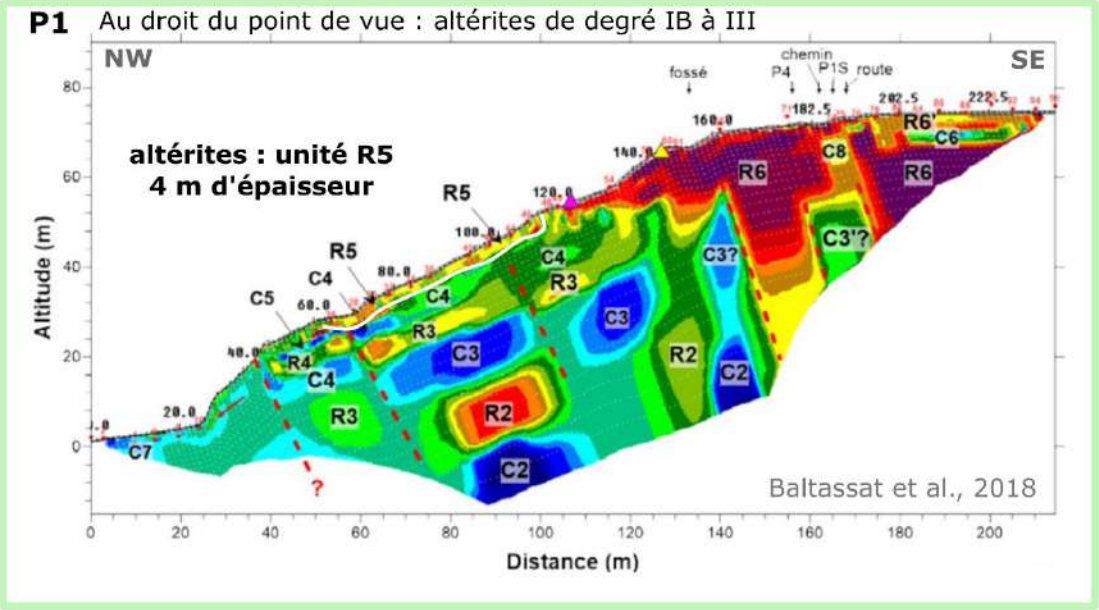 P1 Au droit du point de vue : altérites de degré IB à III
NW
SE
chemin
fossé
P4
P1S
route
80
202.5
222.5
182.5
160.0
R6'
C6
altérites : unité R5
4 m d'épaisseur
140.0
C8
R6
R6
60
R5
120.0
100.0
C3'?
R5
C4
C3?
40
C4
80.0
R3
C5
C4
60.0
C3
R3
C3
40.0
R4
R2
20
C4
C2
20.0
R3
R2
.0
0
C7
C2
?
Baltassat et al., 2018
Altitude (m)
0
20
40
60
80
100
120
140
160
180
200
Distance (m)